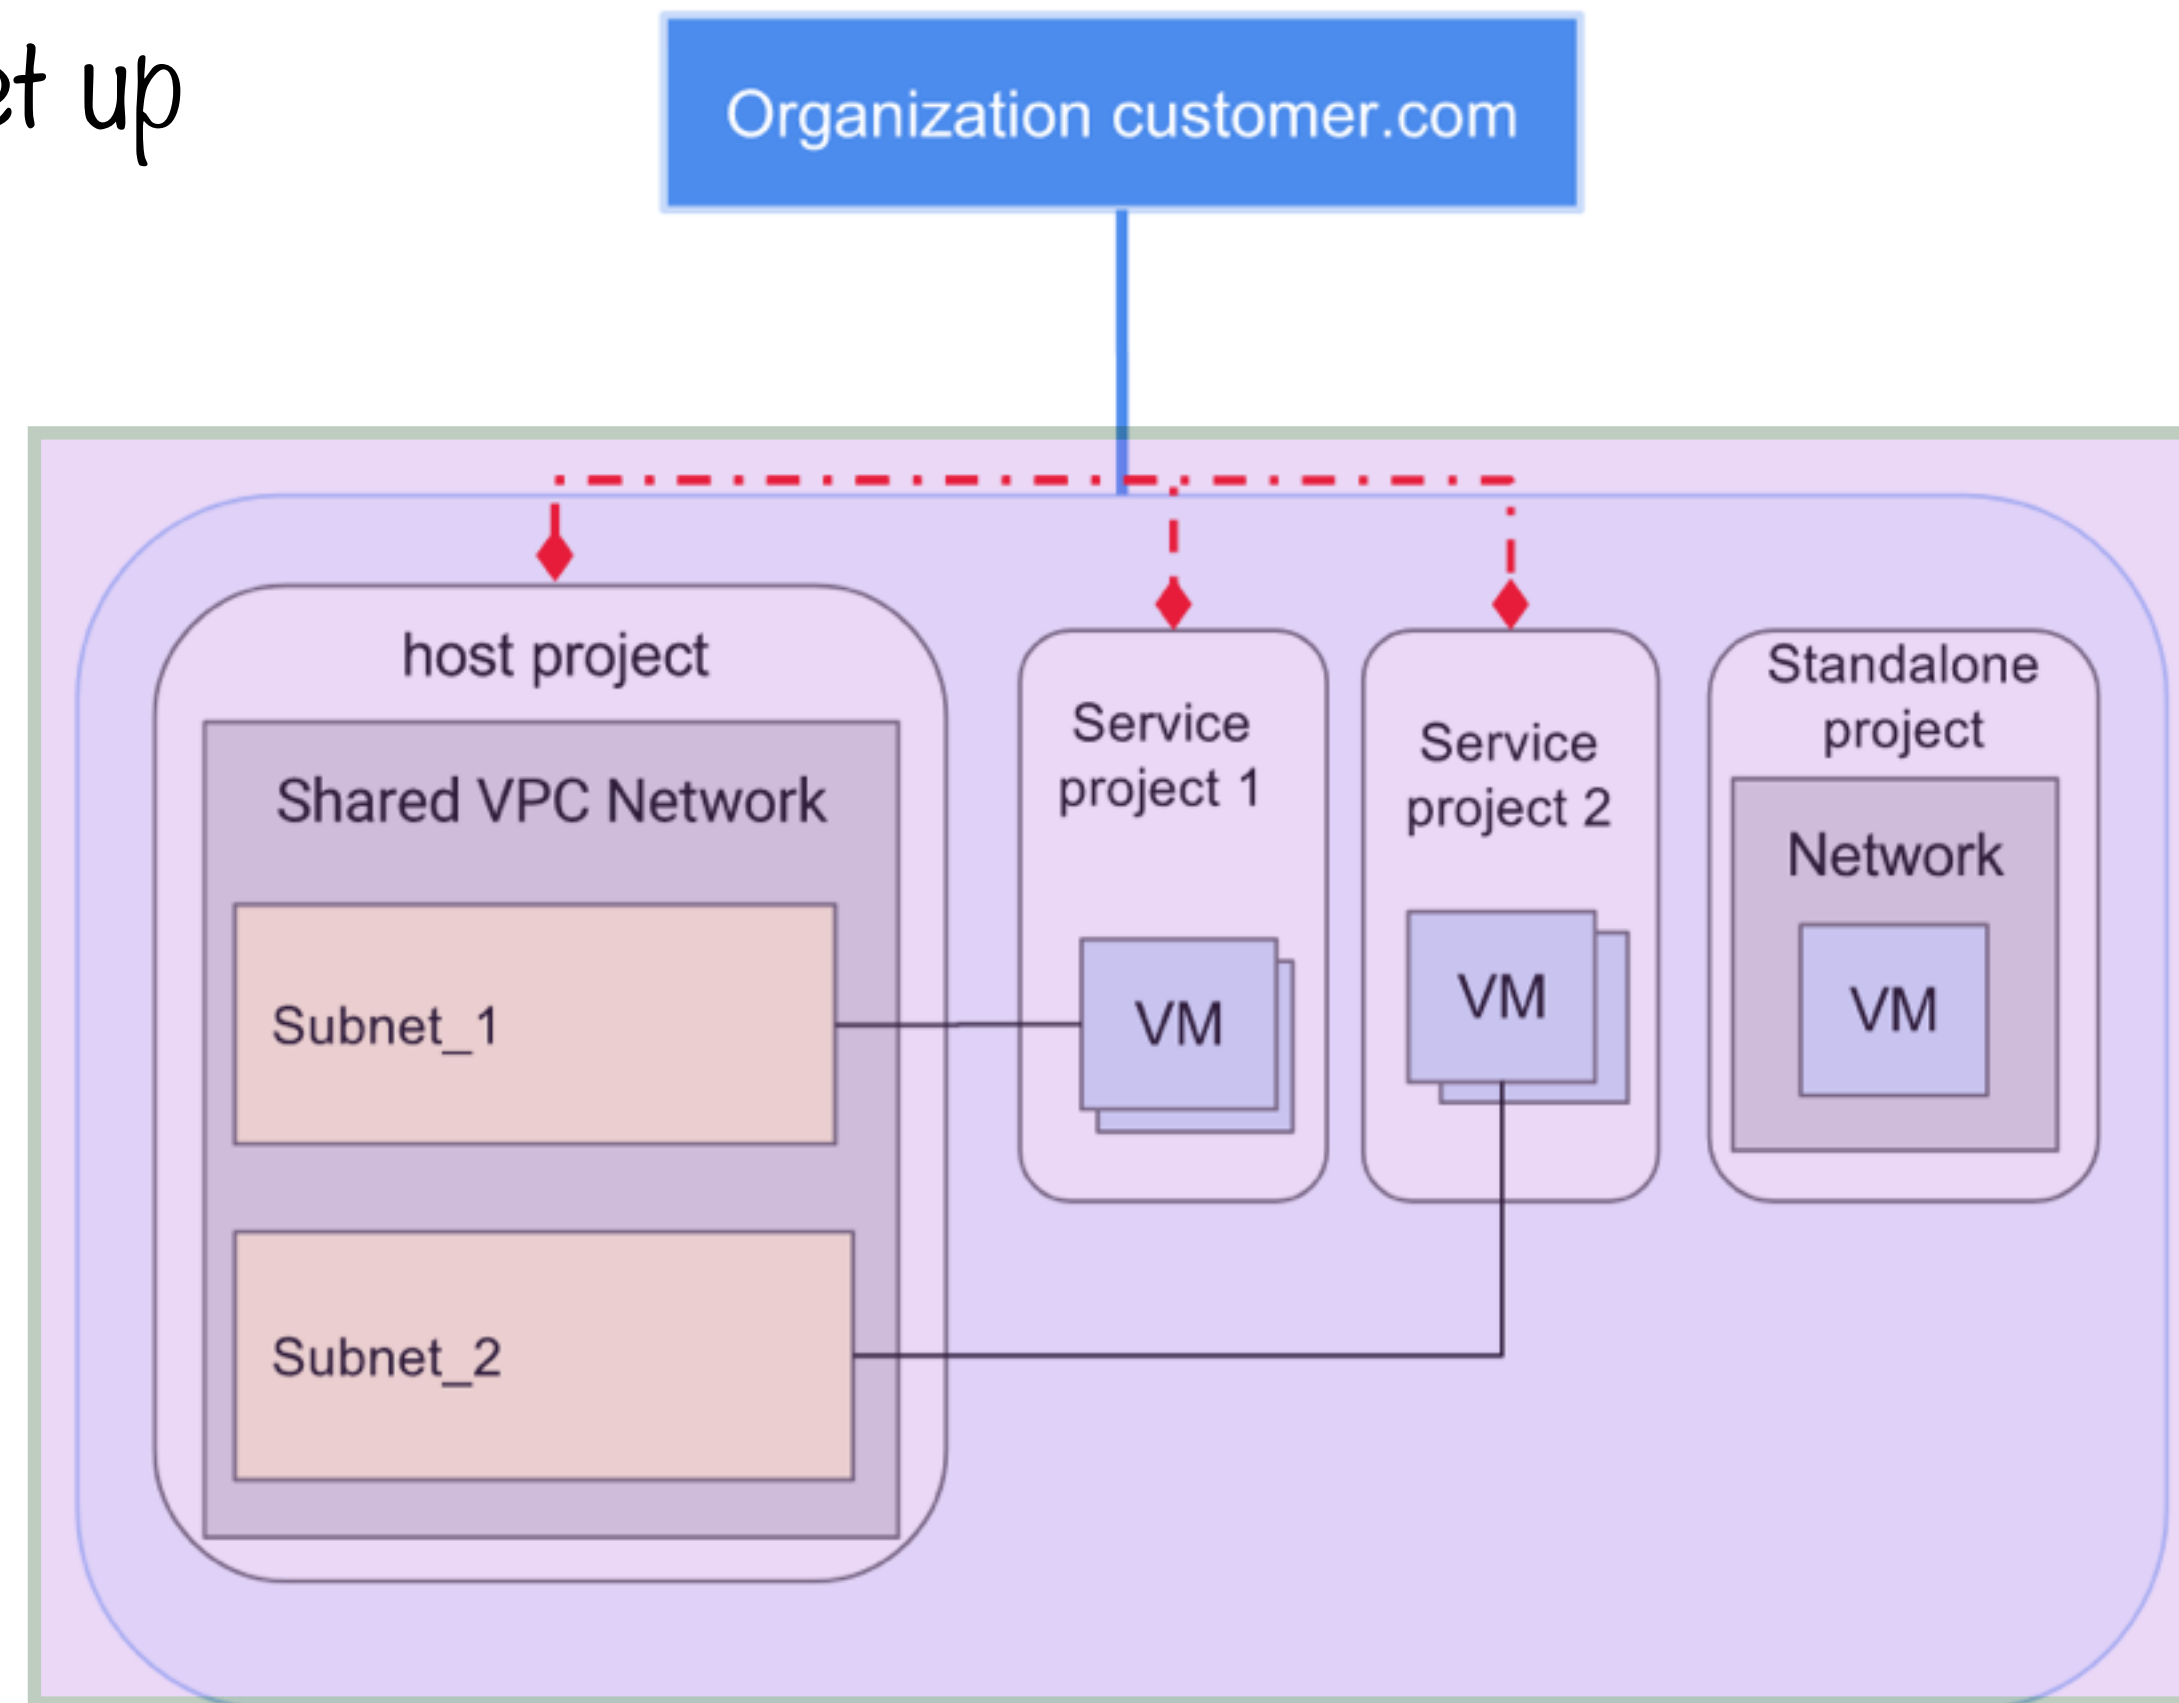 up
Organization customer.com
host project
Shared VPC Network
Subnet_1
Subnet_2
Service
project 1
VM
Service
project 2
VM
Standalone
project
Network
VM